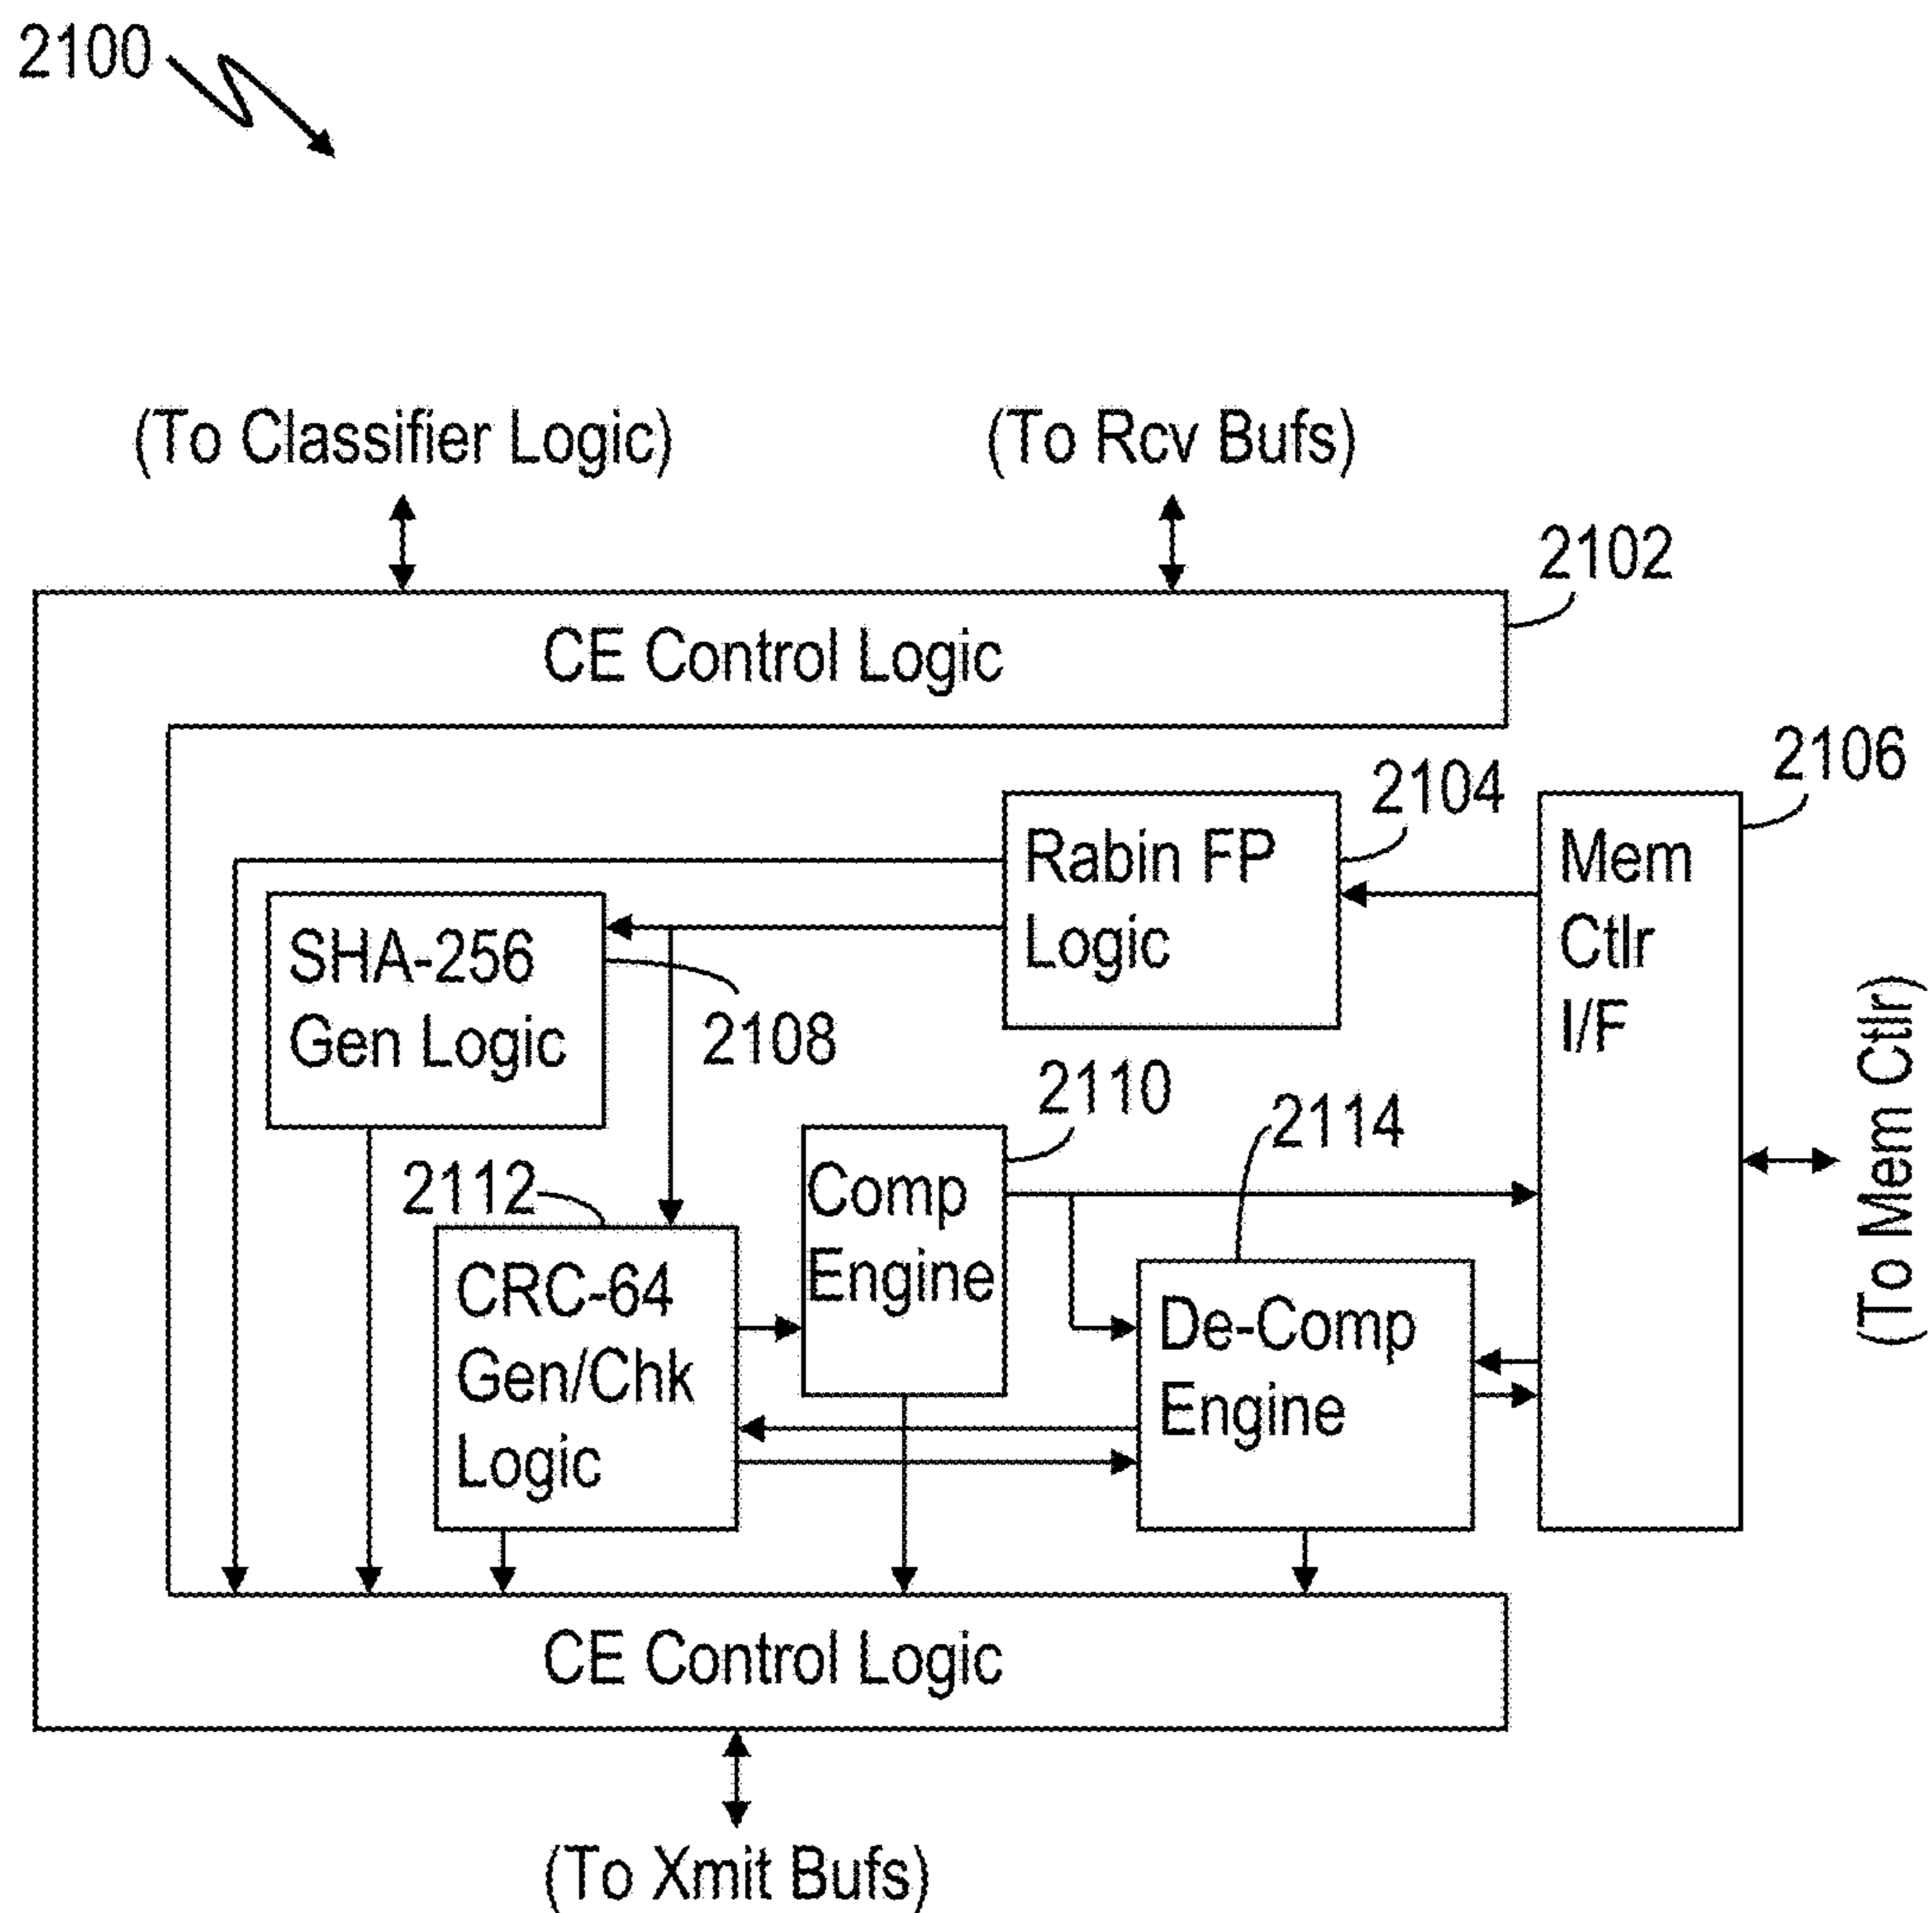 2100
(To Classifier Logic)
(To Rcv Bufs)
2102
CE Control Logic
2106
2104
Rabin FP
Logic
Mem
Ctlr
I/F
SHA-256
Gen Logic
2108
(To Mem Ctlr)
2110
2114
2112
Comp
Engine
CRC-64
Gen/Chk
Logic
De-Comp
Engine
CE Control Logic
(To Xmit Bufs)